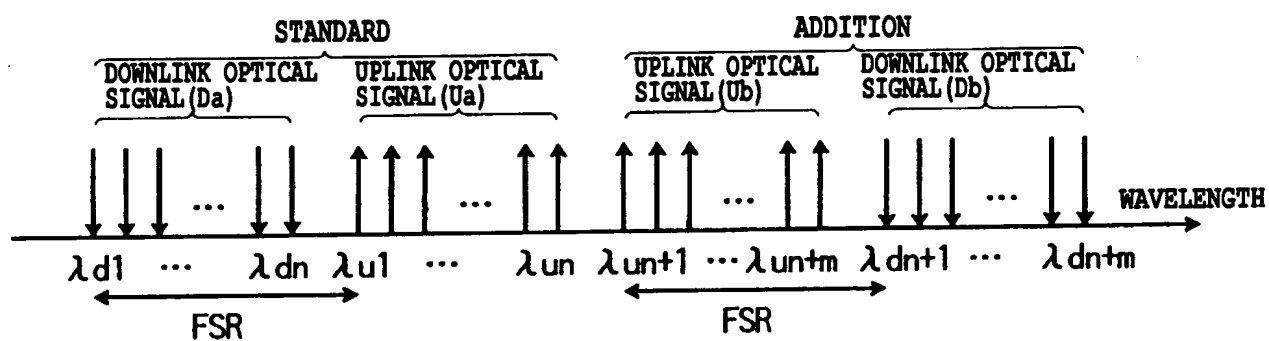 STANDARD
ADDITION
DOWNLINK OPTICAL
SIGNAL(Da)
UPLINK OPTICAL
SIGNAL(Ua)
UPLINK OPTICAL
SIGNAL(Ub)
DOWNLINK OPTICAL
SIGNAL(Db)
... ... ... ...
WAVELENGTH
λd1 ... λdn λu1 ... λun λun+1 ... λun+m λdn+1 ... λdn+m
FSR FSR